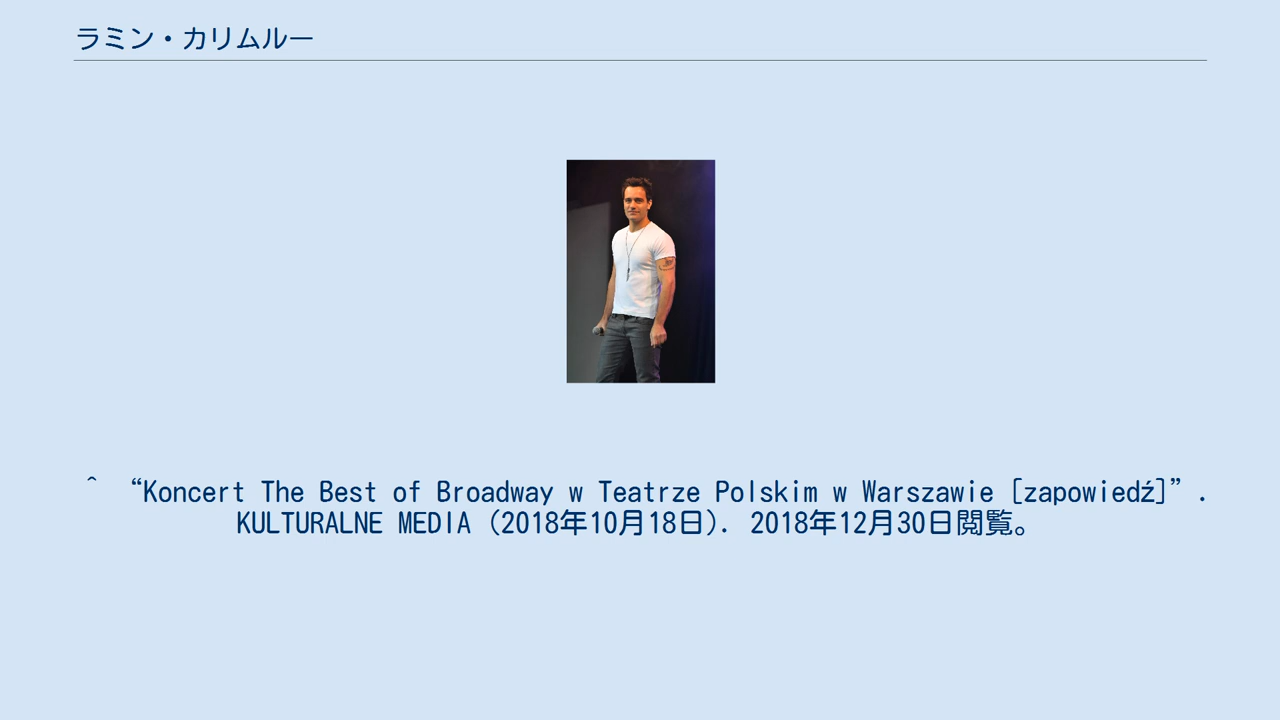 ラミン・カリムルー
^ “Koncert The Best of Broadway w Teatrze Polskim w Warszawie [zapowiedź]”.
KULTURALNE MEDIA (2018年10月18日). 2018年12月30日閲覧。